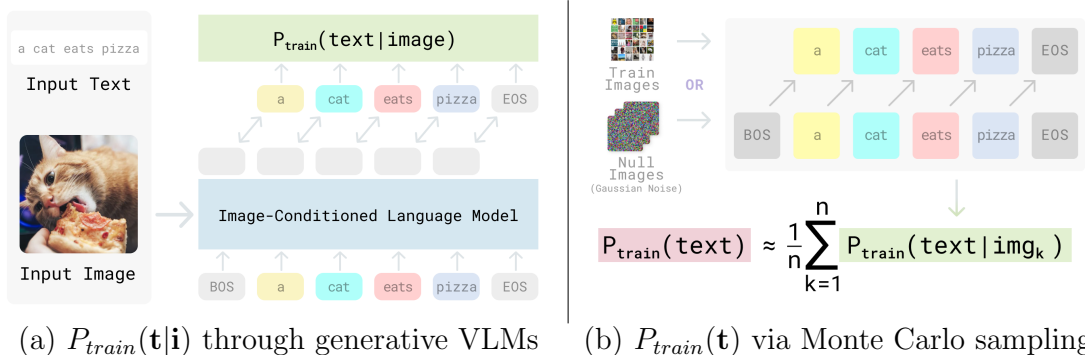 a cat eats pizza
Input Text
Input Image
P_train(text|image)
a cat eats pizza EOS
Image-Conditioned Language Model
BOS a cat eats pizza EOS
(a) P_train(t|i) through generative VLMs
Train
Images
OR
Null
Images
(Gaussian Noise)
a cat eats pizza EOS
BOS a cat eats pizza EOS
P_train(text) ≈ 1/n ∑ n k=1 P_train(text|img_k)
(b) P_train(t) via Monte Carlo sampling